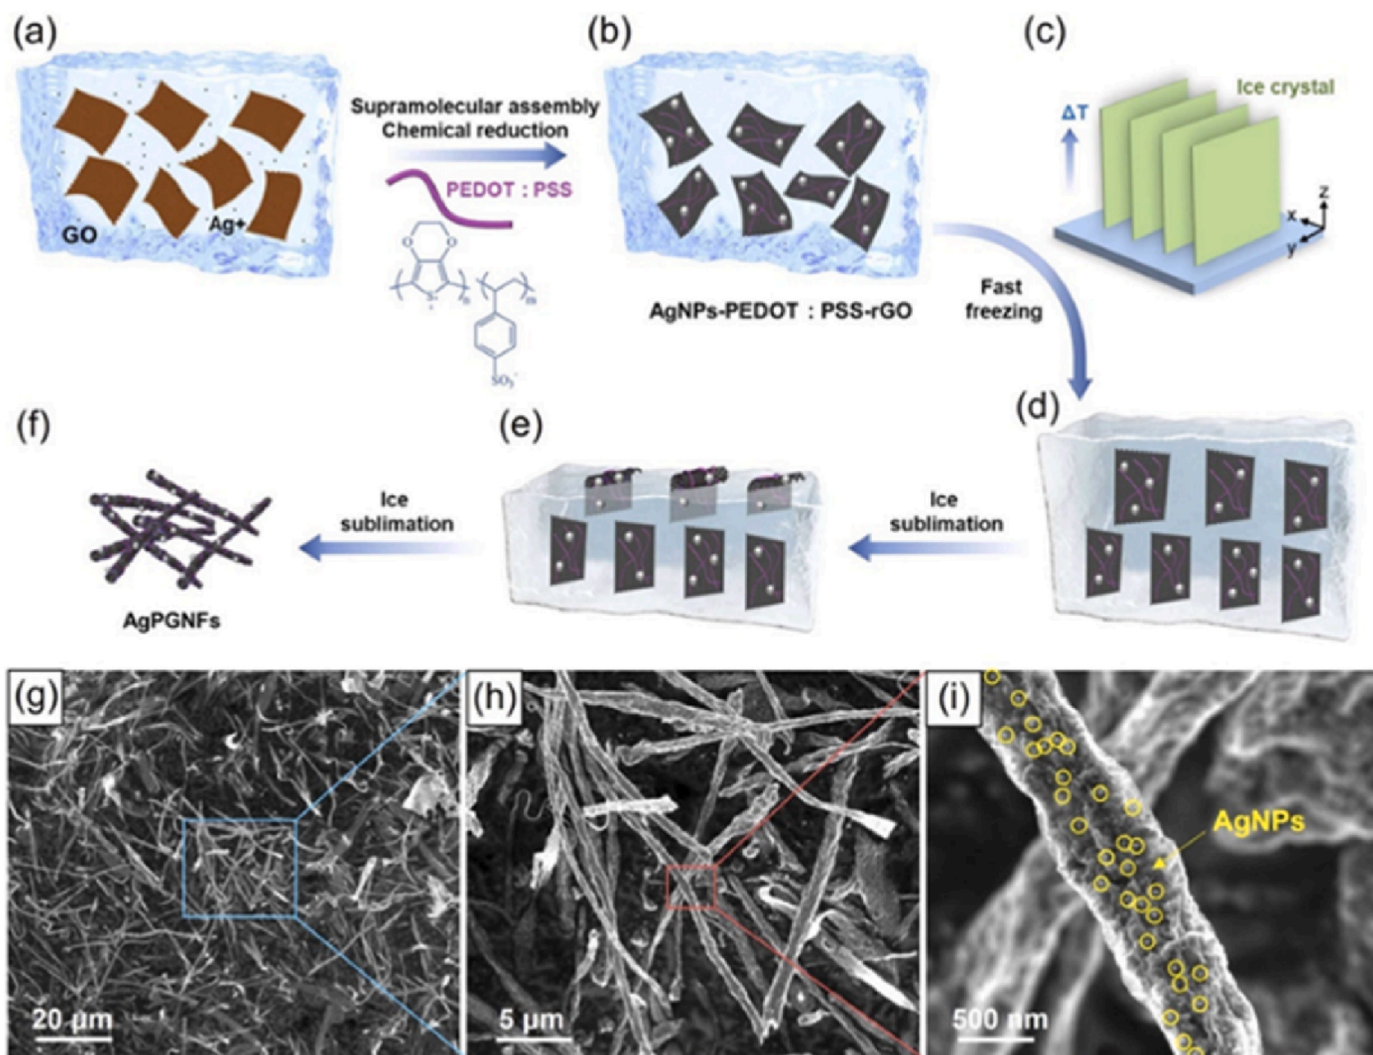 (a)
GO
Ag+
Supramolecular assembly
Chemical reduction
PEDOT : PSS
O
O
S
n
m
SO₃⁻
(b)
AgNPs-PEDOT : PSS-rGO
(c)
ΔT
Ice crystal
z
x
y
Fast
freezing
(d)
Ice
sublimation
(e)
Ice
sublimation
(f)
AgPGNFs
(g)
20 μm
(h)
5 μm
(i)
AgNPs
500 nm